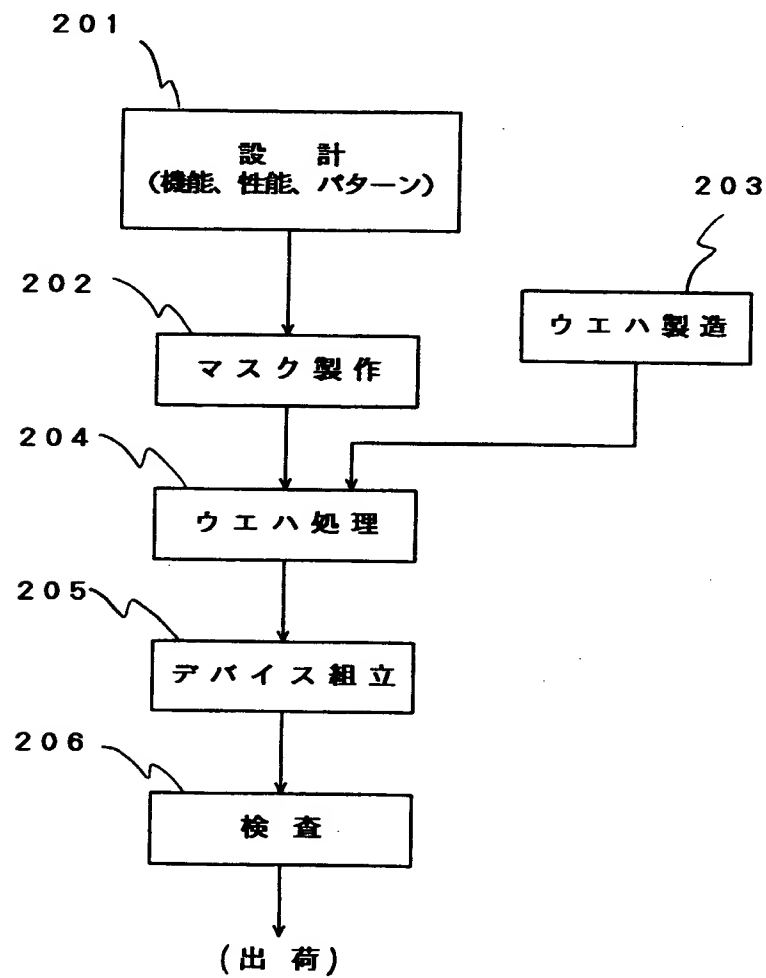 201
設計
(機能、性能、パターン)
203
202
ウエハ製造
マスク製作
204
ウエハ処理
205
デバイス組立
206
検査
(出荷)